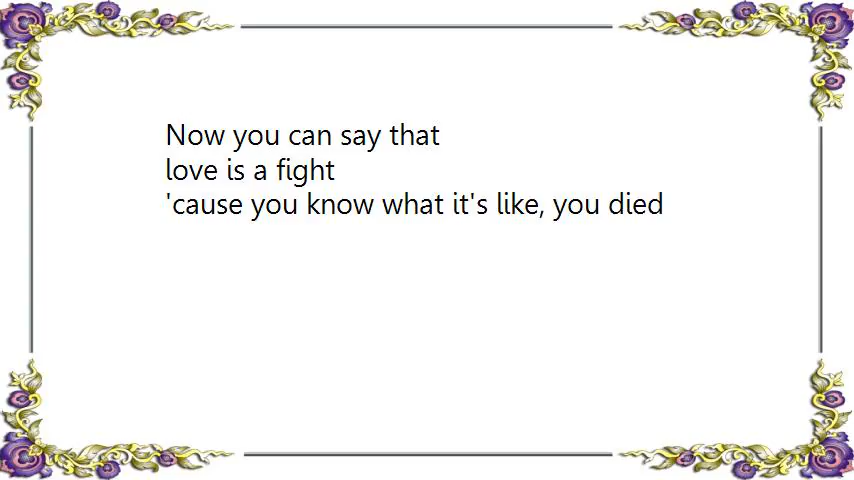 Now you can say that
love is a fight
'cause you know what it's like, you died